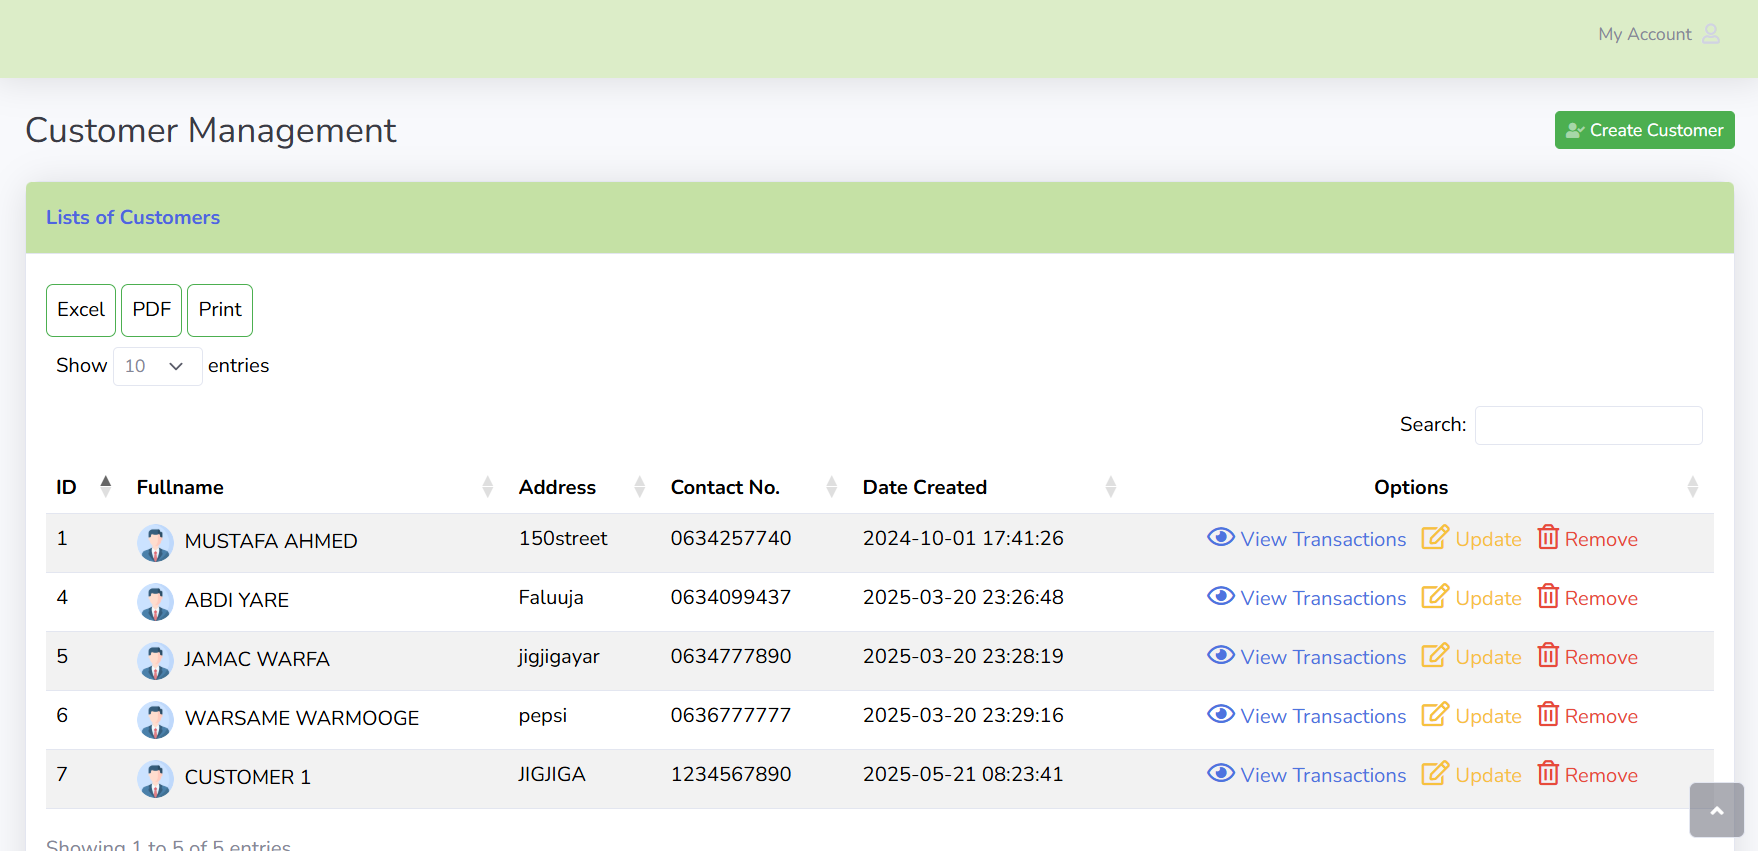 My Account
Customer Management
Create Customer
Lists of Customers
Excel PDF Print
Show 10 entries
Search:
ID Fullname Address Contact No. Date Created Options
1 MUSTAFA AHMED 150street 0634257740 2024-10-01 17:41:26 View Transactions Update Remove
4 ABDI YARE Faluuja 0634099437 2025-03-20 23:26:48 View Transactions Update Remove
5 JAMAC WARFA jigjigayar 0634777890 2025-03-20 23:28:19 View Transactions Update Remove
6 WARSAME WARMOOGE pepsi 0636777777 2025-03-20 23:29:16 View Transactions Update Remove
7 CUSTOMER 1 JIGJIGA 1234567890 2025-05-21 08:23:41 View Transactions Update Remove
Showing 1 to 5 of 5 entries